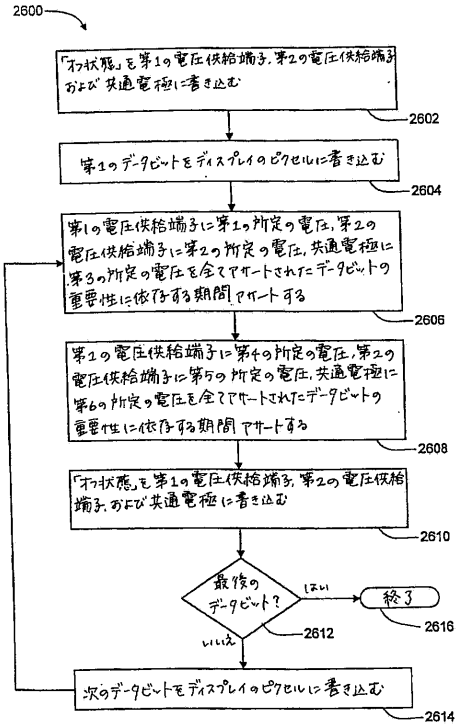 2600
「オフ状態」を第1の電圧供給端子、第2の電圧供給端子
および共通電極に書き込む
2602
第1のデータビットをディスプレイのピクセルに書き込む
2604
第1の電圧供給端子に第1の所定の電圧、第2の
電圧供給端子に第2の所定の電圧、共通電極に
第3の所定の電圧を全てアサートされたデータビットの
重要性に依存する期間アサートする
2606
第1の電圧供給端子に第4の所定の電圧、第2の
電圧供給端子に第5の所定の電圧、共通電極に
第6の所定の電圧を全てアサートされたデータビットの
重要性に依存する期間アサートする
2608
「オフ状態」を第1の電圧供給端子、第2の電圧供給
端子、および共通電極に書き込む
2610
最後の
データビット?
はい
終了
2612
2616
いいえ
次のデータビットをディスプレイのピクセルに書き込む
2614